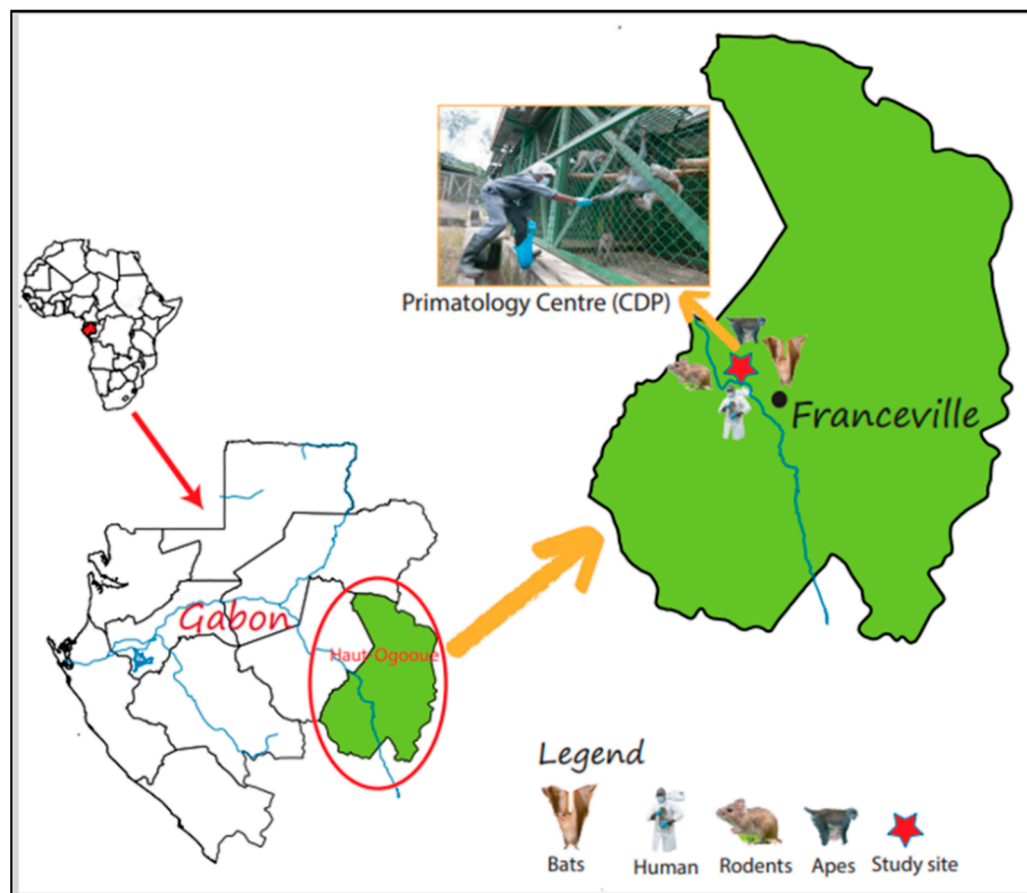 Primatology Centre (CDP)
Franceville
Gabon
Haut-Ogooue
Legend
Bats
Human
Rodents
Apes
Study site